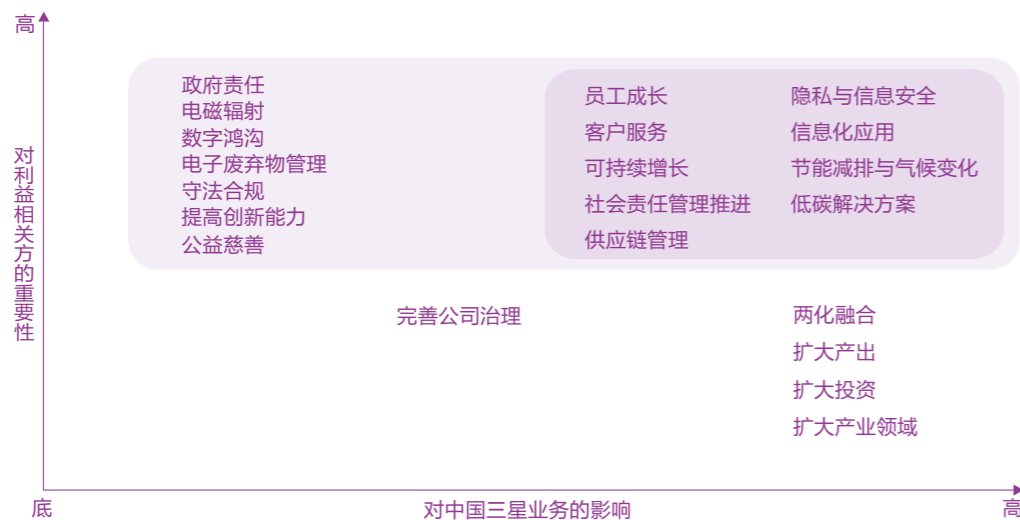 高
对利益相关方的重要性
政府责任
电磁辐射
数字鸿沟
电子废弃物管理
守法合规
提高创新能力
公益慈善
员工成长
客户服务
可持续增长
社会责任管理推进
供应链管理
隐私与信息安全
信息化应用
节能减排与气候变化
低碳解决方案
完善公司治理
两化融合
扩大产出
扩大投资
扩大产业领域
底
对中国三星业务的影响
高